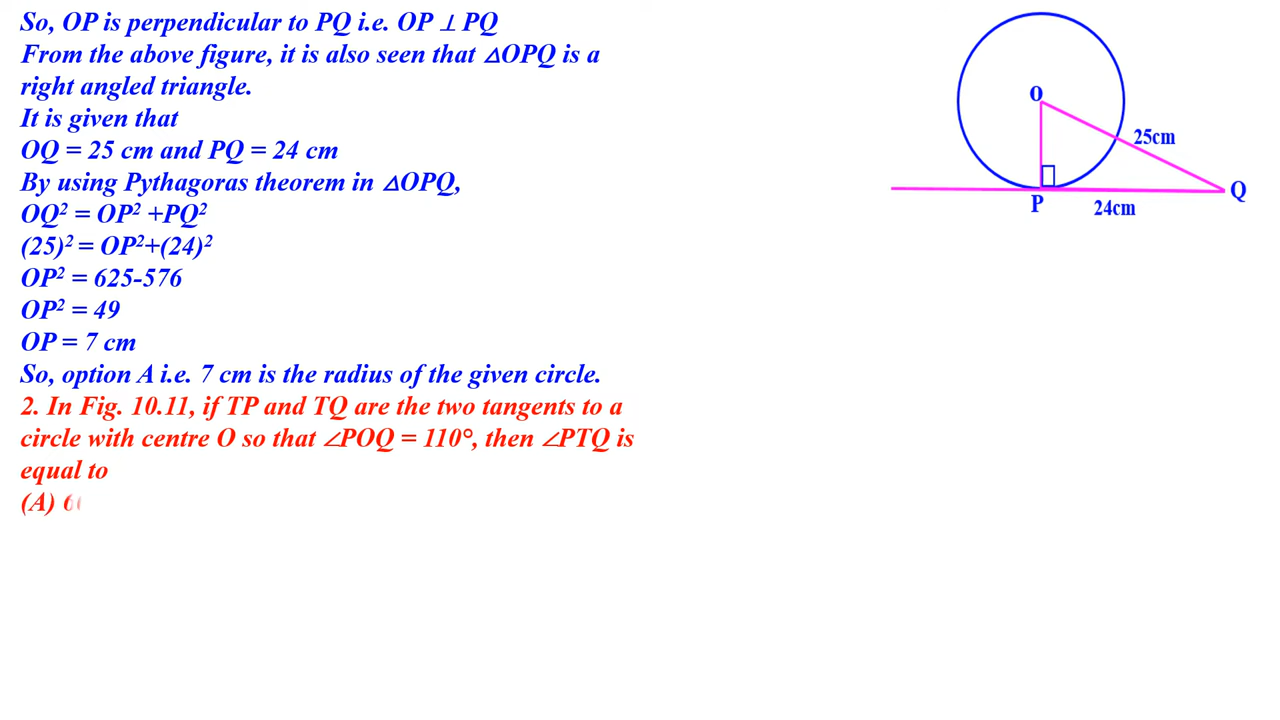 So, OP is perpendicular to PQ i.e. OP ⊥ PQ
From the above figure, it is also seen that △OPQ is a
right angled triangle.
It is given that
OQ = 25 cm and PQ = 24 cm
By using Pythagoras theorem in △OPQ,
OQ² = OP² +PQ²
(25)² = OP²+(24)²
OP² = 625-576
OP² = 49
OP = 7 cm
So, option A i.e. 7 cm is the radius of the given circle.
2. In Fig. 10.11, if TP and TQ are the two tangents to a
circle with centre O so that ∠POQ = 110°, then ∠PTQ is
equal to
(A) 6
O
25cm
Q
P
24cm